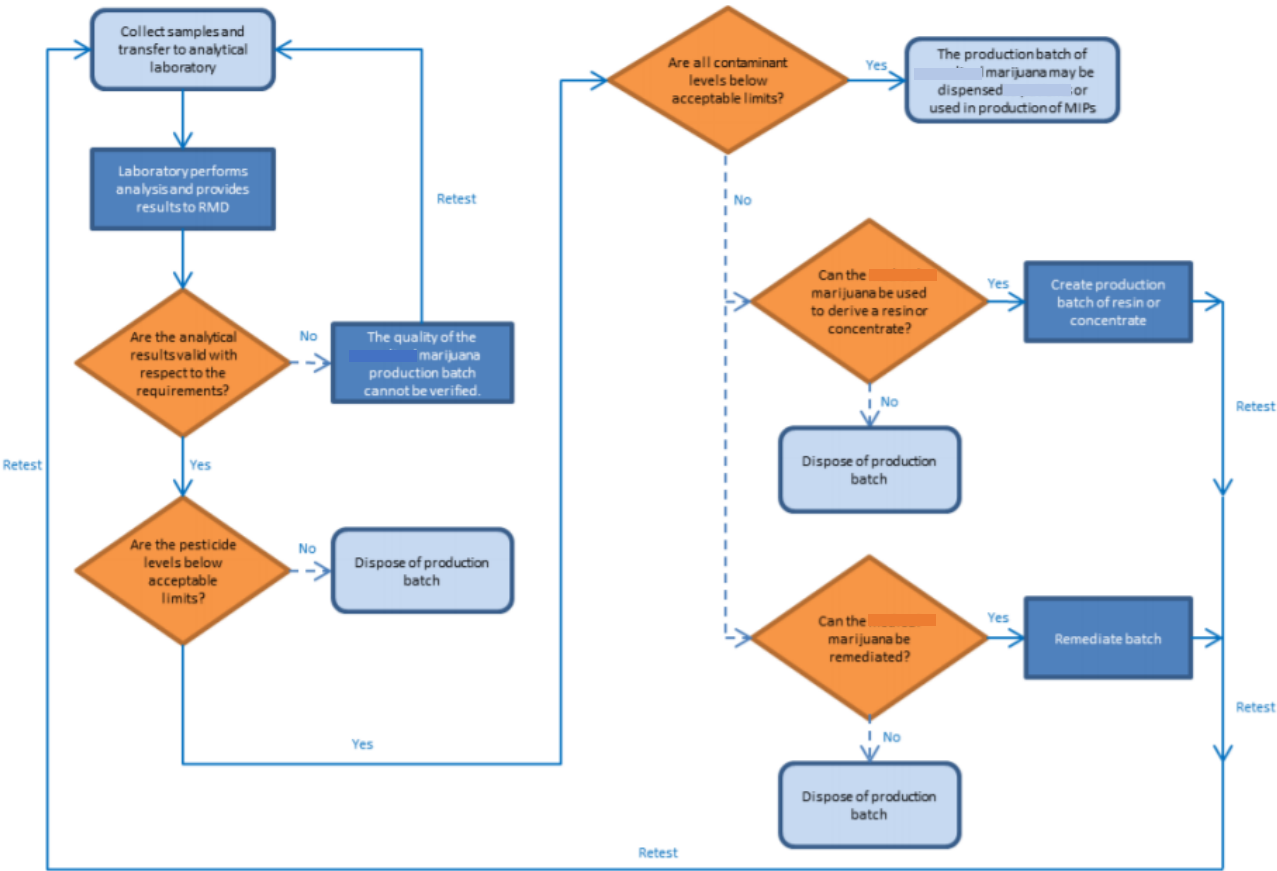 Collect samples and
transfer to analytical
laboratory
Laboratory performs
analysis and provides
results to RMD
Are the analytical
results valid with
respect to the
requirements?
No
The quality of the
marijuana
production batch
cannot be verified.
Retest
Yes
Retest
Are the pesticide
levels below
acceptable
limits?
No
Dispose of production
batch
Yes
Are all contaminant
levels below
acceptable limits?
Yes
The production batch of
marijuana may be
dispensed or
used in production of MIPs
No
Can the
marijuana be used
to derive a resin or
concentrate?
Yes
Create production
batch of resin or
concentrate
No
Dispose of production
batch
Retest
Can the
marijuana be
remediated?
Yes
Remediate batch
No
Dispose of production
batch
Retest
Retest